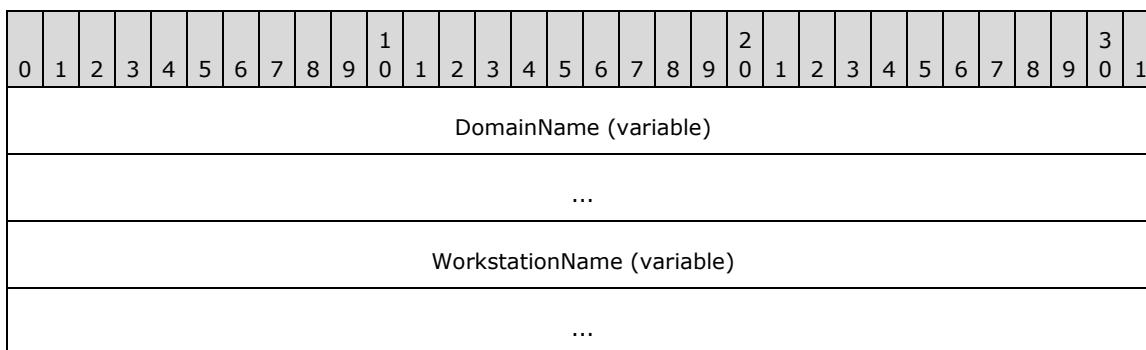 1 2 3
0 1 2 3 4 5 6 7 8 9 0 1 2 3 4 5 6 7 8 9 0 1 2 3 4 5 6 7 8 9 0 1
DomainName (variable)
...
WorkstationName (variable)
...